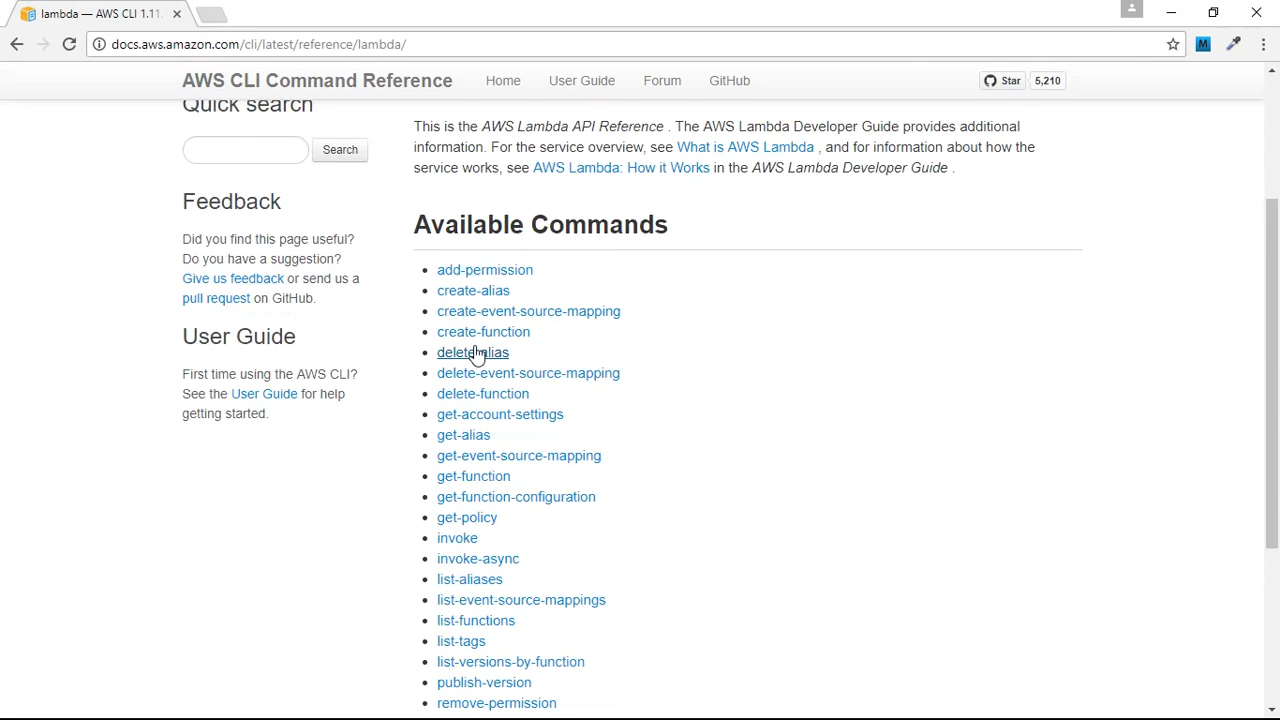 lambda — AWS CLI 1.11.
docs.aws.amazon.com/cli/latest/reference/lambda/
AWS CLI Command Reference Home User Guide Forum GitHub Star 5,210
Quick search
Search
Feedback
Did you find this page useful?
Do you have a suggestion?
Give us feedback or send us a
pull request on GitHub.
User Guide
First time using the AWS CLI?
See the User Guide for help
getting started.
This is the AWS Lambda API Reference . The AWS Lambda Developer Guide provides additional
information. For the service overview, see What is AWS Lambda , and for information about how the
service works, see AWS Lambda: How it Works in the AWS Lambda Developer Guide .
Available Commands
add-permission
create-alias
create-event-source-mapping
create-function
delete-alias
delete-event-source-mapping
delete-function
get-account-settings
get-alias
get-event-source-mapping
get-function
get-function-configuration
get-policy
invoke
invoke-async
list-aliases
list-event-source-mappings
list-functions
list-tags
list-versions-by-function
publish-version
remove-permission